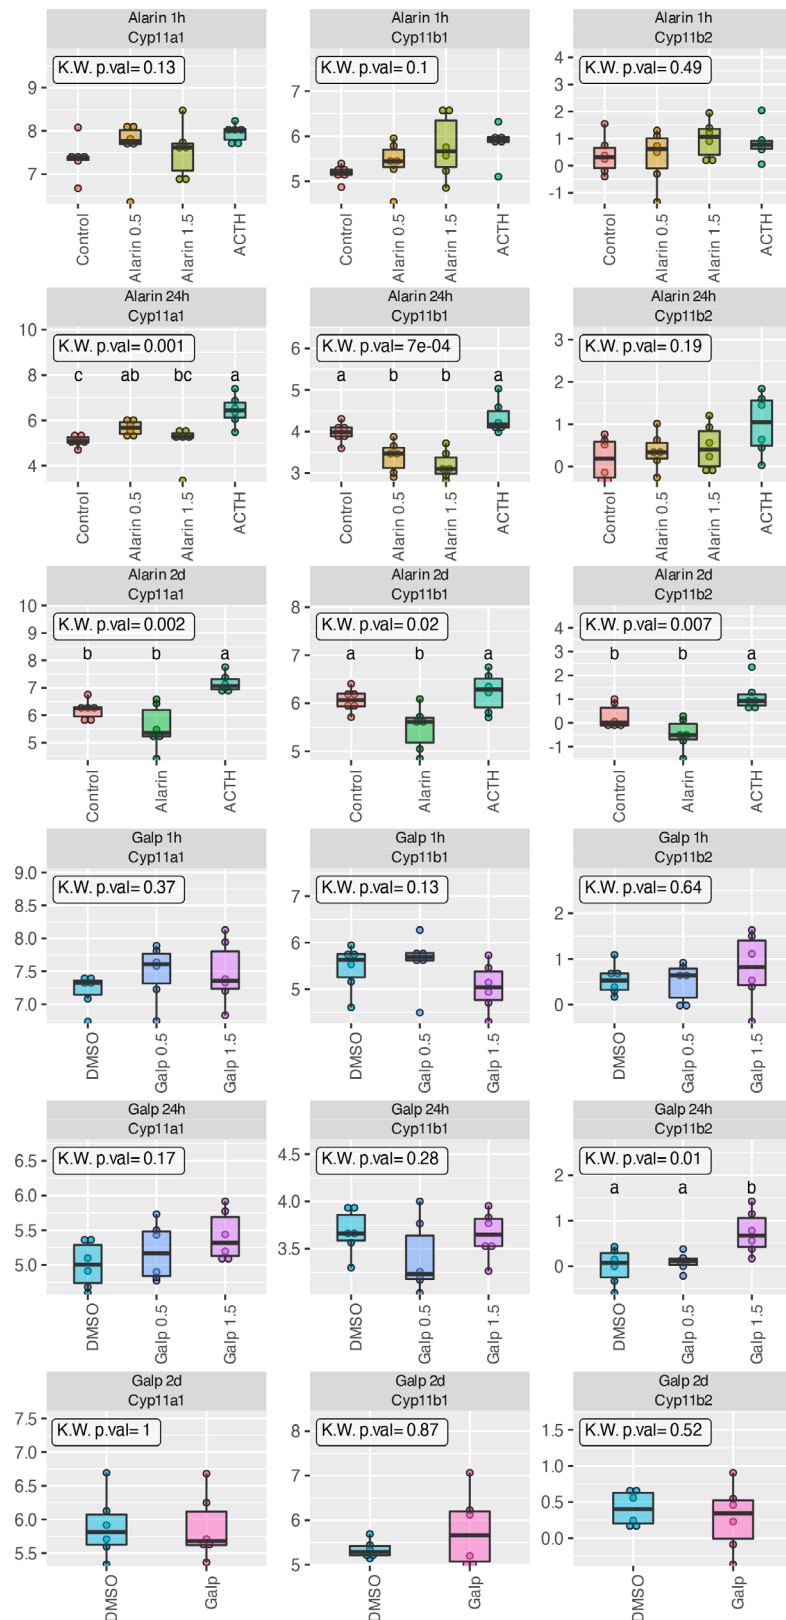 Alarin 1h
Cyp11a1
K.W. p.val= 0.13
9
8
7
Control
Alarin 0.5
Alarin 1.5
ACTH
Alarin 1h
Cyp11b1
K.W. p.val= 0.1
7
6
5
Control
Alarin 0.5
Alarin 1.5
ACTH
Alarin 1h
Cyp11b2
K.W. p.val= 0.49
4
3
2
1
0
-1
Control
Alarin 0.5
Alarin 1.5
ACTH
Alarin 24h
Cyp11a1
K.W. p.val= 0.001
c ab bc a
10
8
6
4
Control
Alarin 0.5
Alarin 1.5
ACTH
Alarin 24h
Cyp11b1
K.W. p.val= 7e-04
a b b a
6
5
4
3
Control
Alarin 0.5
Alarin 1.5
ACTH
Alarin 24h
Cyp11b2
K.W. p.val= 0.19
3
2
1
0
Control
Alarin 0.5
Alarin 1.5
ACTH
Alarin 2d
Cyp11a1
K.W. p.val= 0.002
b b a
10
9
8
7
6
5
Control
Alarin
ACTH
Alarin 2d
Cyp11b1
K.W. p.val= 0.02
a b a
8
7
6
5
Control
Alarin
ACTH
Alarin 2d
Cyp11b2
K.W. p.val= 0.007
b b a
4
3
2
1
0
-1
Control
Alarin
ACTH
Galp 1h
Cyp11a1
K.W. p.val= 0.37
9.0
8.5
8.0
7.5
7.0
DMSO
Galp 0.5
Galp 1.5
Galp 1h
Cyp11b1
K.W. p.val= 0.13
7
6
5
DMSO
Galp 0.5
Galp 1.5
Galp 1h
Cyp11b2
K.W. p.val= 0.64
2
1
0
DMSO
Galp 0.5
Galp 1.5
Galp 24h
Cyp11a1
K.W. p.val= 0.17
6.5
6.0
5.5
5.0
DMSO
Galp 0.5
Galp 1.5
Galp 24h
Cyp11b1
K.W. p.val= 0.28
4.5
4.0
3.5
DMSO
Galp 0.5
Galp 1.5
Galp 24h
Cyp11b2
K.W. p.val= 0.01
a a b
2
1
0
DMSO
Galp 0.5
Galp 1.5
Galp 2d
Cyp11a1
K.W. p.val= 1
7.5
7.0
6.5
6.0
5.5
DMSO
Galp
Galp 2d
Cyp11b1
K.W. p.val= 0.87
8
7
6
5
DMSO
Galp
Galp 2d
Cyp11b2
K.W. p.val= 0.52
1.5
1.0
0.5
0.0
DMSO
Galp